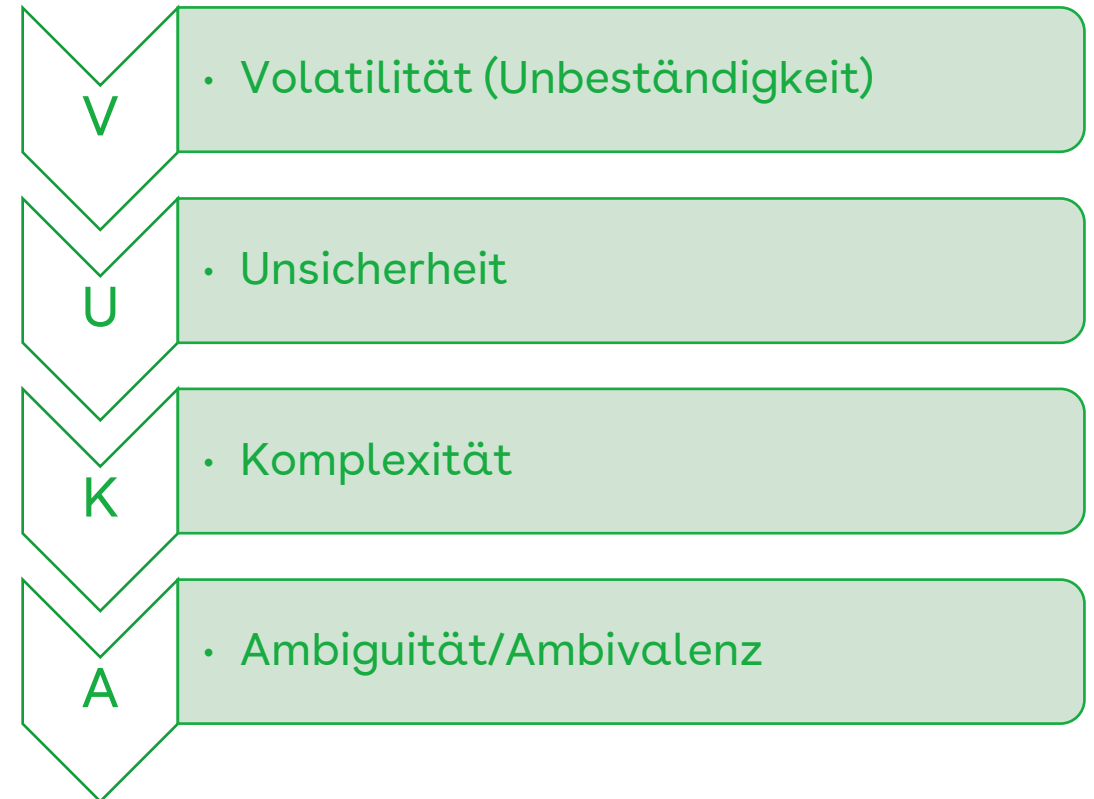 V
• Volatilität (Unbeständigkeit)
U
• Unsicherheit
K
• Komplexität
A
• Ambiguität/Ambivalenz